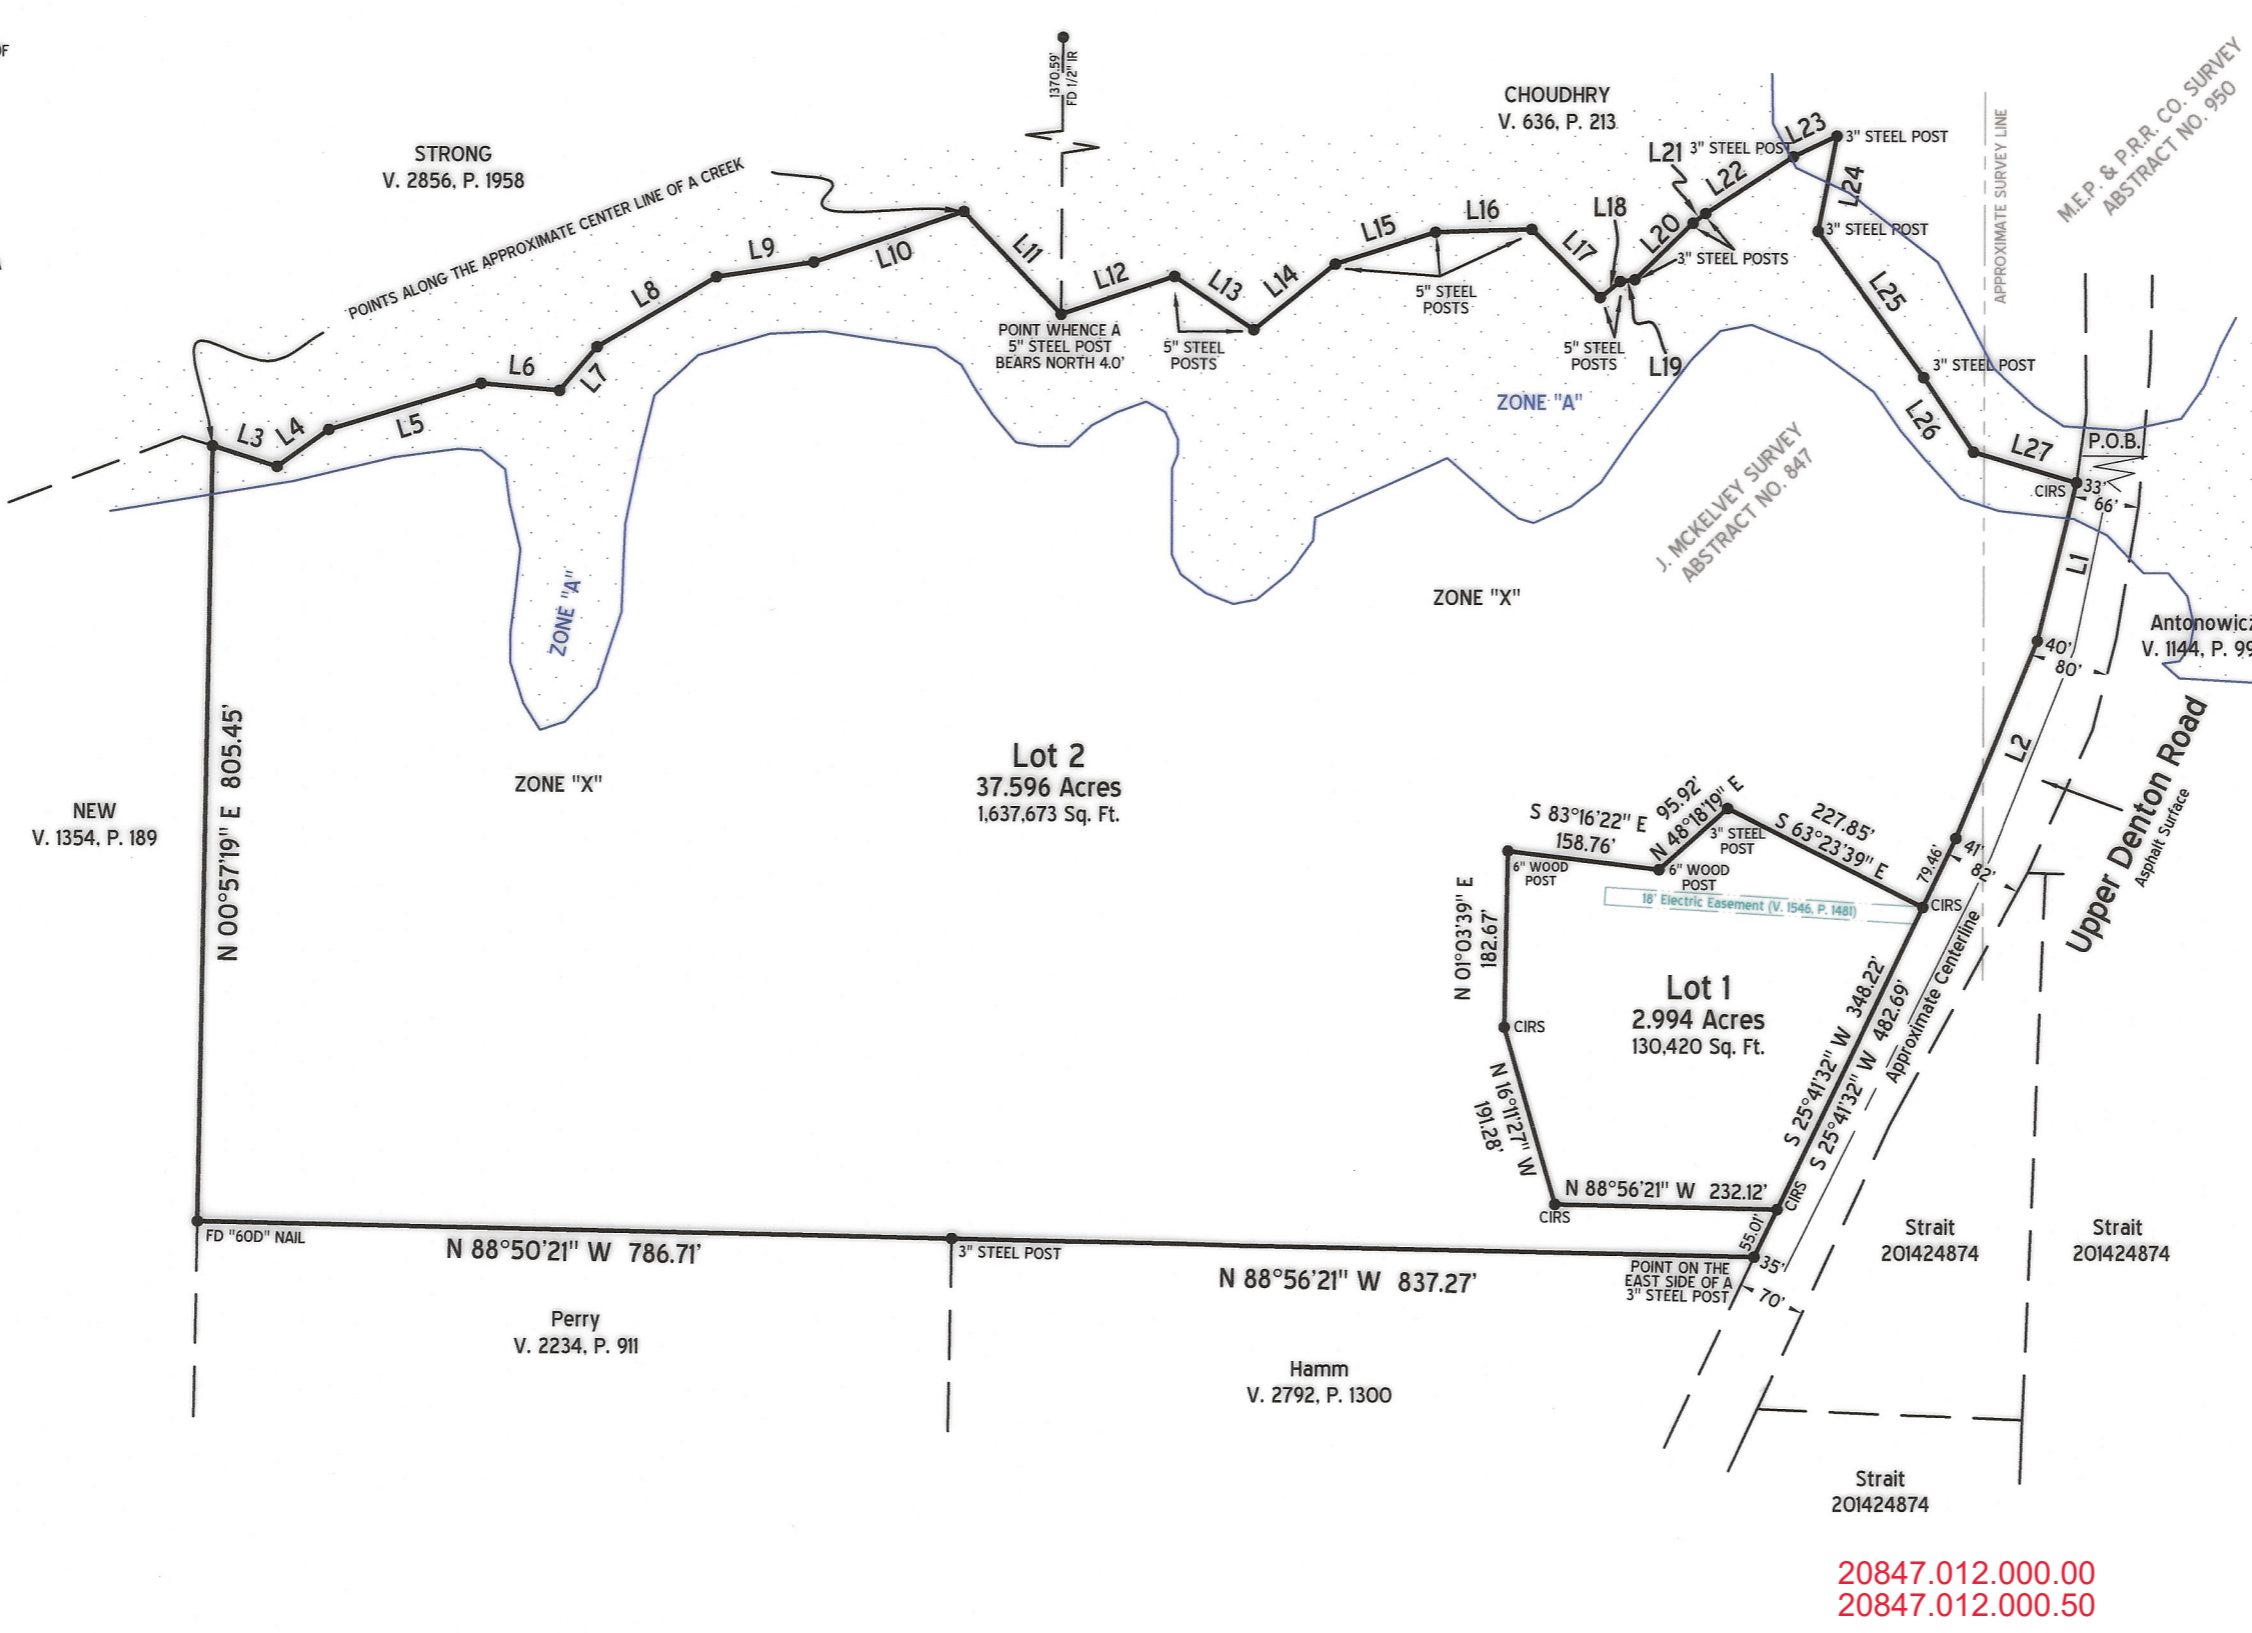 OF
1370.59'
FD 1/2" IR
STRONG
V. 2856, P. 1958
POINTS ALONG THE APPROXIMATE CENTER LINE OF A CREEK
CHOUDHRY
V. 636, P. 213
APPROXIMATE SURVEY LINE
M.E.P. & P.R.R. CO. SURVEY
ABSTRACT NO. 950
L3
L4
L5
L6
L7
L8
L9
L10
L11
L12
L13
L14
L15
L16
L17
L18
L19
L20
L21
L22
L23
L24
L25
L26
L27
3" STEEL POST
3" STEEL POST
3" STEEL POST
3" STEEL POSTS
3" STEEL POST
POINT WHENCE A
5" STEEL POST
BEARS NORTH 4.0'
5" STEEL
POSTS
5" STEEL
POSTS
5" STEEL
POSTS
ZONE "A"
J. MCKELVEY SURVEY
ABSTRACT NO. 847
P.O.B.
CIRS
33'
66'
L1
ZONE "X"
ZONE "A"
Antonowicz
V. 1144, P. 99
40'
80'
L2
Upper Denton Road
Asphalt Surface
N 00°57'19" E 805.45'
ZONE "X"
Lot 2
37.596 Acres
1,637,673 Sq. Ft.
NEW
V. 1354, P. 189
S 83°16'22" E
158.76'
95.92'
N 48°18'19" E
227.85'
S 63°23'39" E
3" STEEL
POST
6" WOOD
POST
6" WOOD
POST
79.46'
41'
82'
18' Electric Easement (V. 1546, P. 1481)
CIRS
Approximate Centerline
N 01°03'39" E
182.67'
Lot 1
2.994 Acres
130,420 Sq. Ft.
CIRS
S 25°41'32" W 348.22'
S 25°41'32" W 482.69'
N 16°11'27" W
191.28'
N 88°56'21" W 232.12'
CIRS
CIRS
55.01'
FD "60D" NAIL
N 88°50'21" W 786.71'
3" STEEL POST
N 88°56'21" W 837.27'
POINT ON THE
EAST SIDE OF A
3" STEEL POST
35'
70'
Strait
201424874
Strait
201424874
Perry
V. 2234, P. 911
Hamm
V. 2792, P. 1300
Strait
201424874
20847.012.000.00
20847.012.000.50